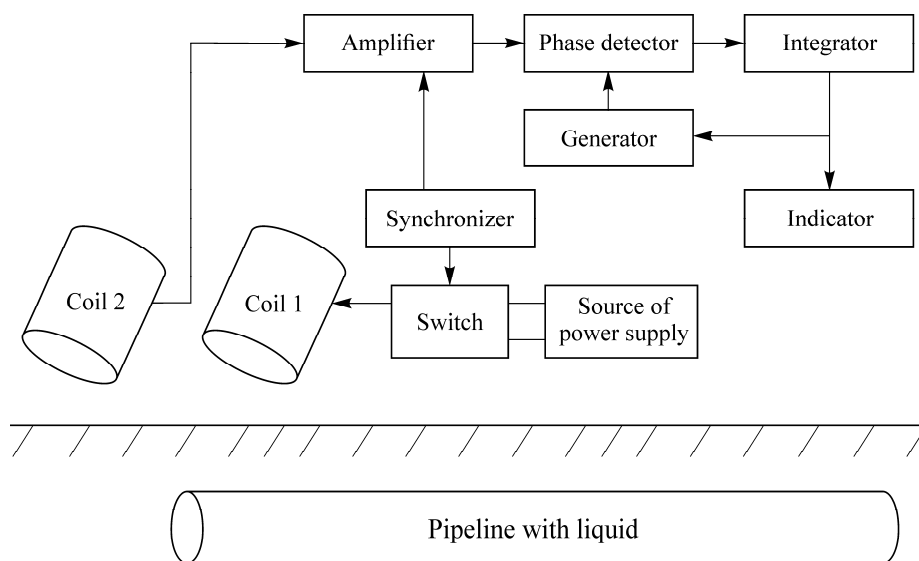 Amplifier
Phase detector
Integrator
Generator
Synchronizer
Indicator
Coil 2
Coil 1
Switch
Source of
power supply
Pipeline with liquid